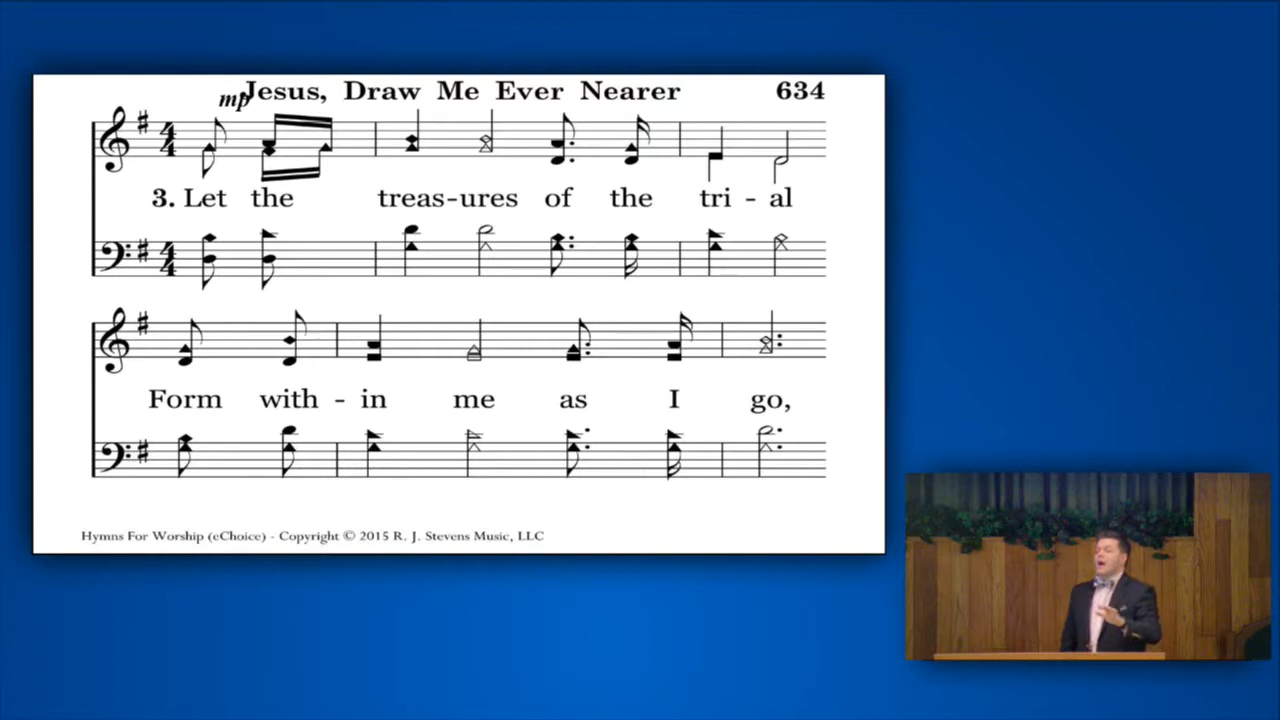 Jesus, Draw Me Ever Nearer 634
mp
3. Let the treas-ures of the tri - al
Form with - in me as I go,
Hymns For Worship (eChoice) - Copyright © 2015 R. J. Stevens Music, LLC